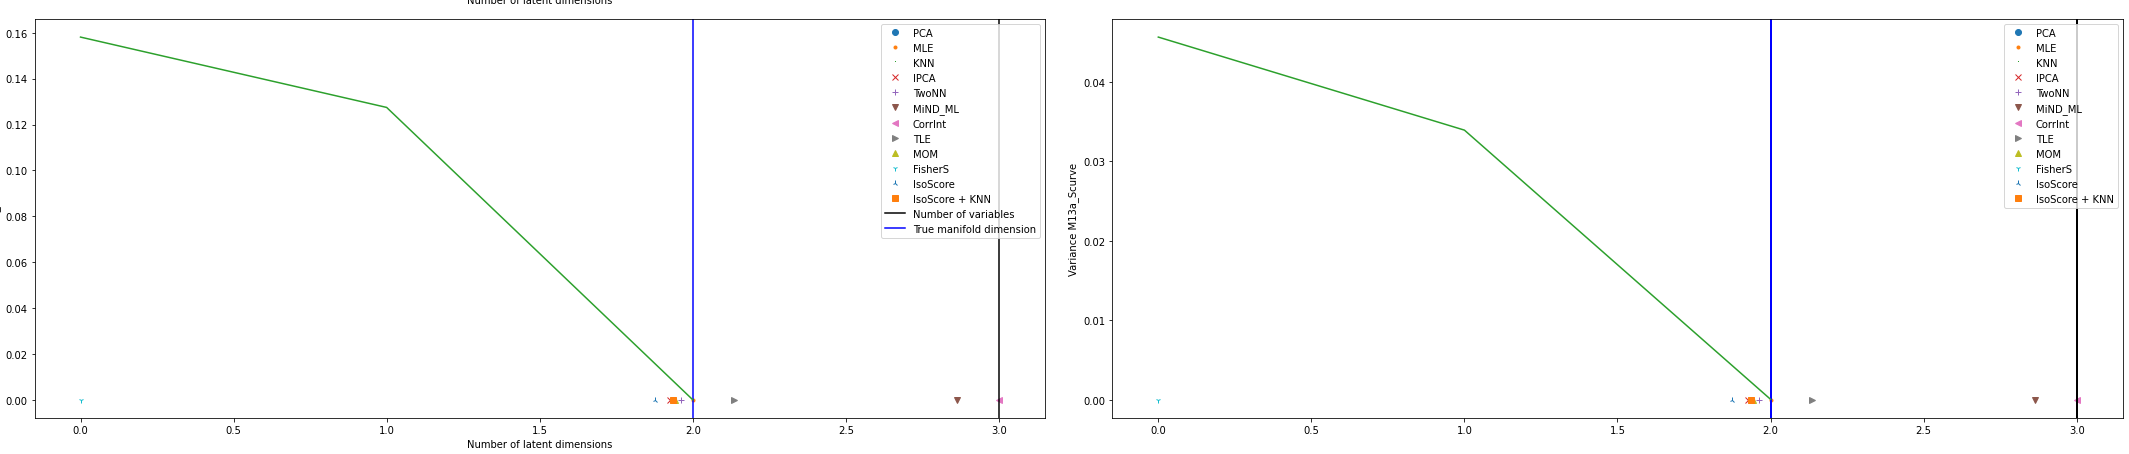 Number of latent dimensions
0.16
0.14
0.12
0.10
0.08
0.06
0.04
0.02
0.00
0.0 0.5 1.0 1.5 2.0 2.5 3.0
Number of latent dimensions
PCA
MLE
KNN
IPCA
TwoNN
MiND_ML
CorrInt
TLE
MOM
FisherS
IsoScore
IsoScore + KNN
Number of variables
True manifold dimension
Variance M13a_Scurve
0.04
0.03
0.02
0.01
0.00
0.0 0.5 1.0 1.5 2.0 2.5 3.0
PCA
MLE
KNN
IPCA
TwoNN
MiND_ML
CorrInt
TLE
MOM
FisherS
IsoScore
IsoScore + KNN